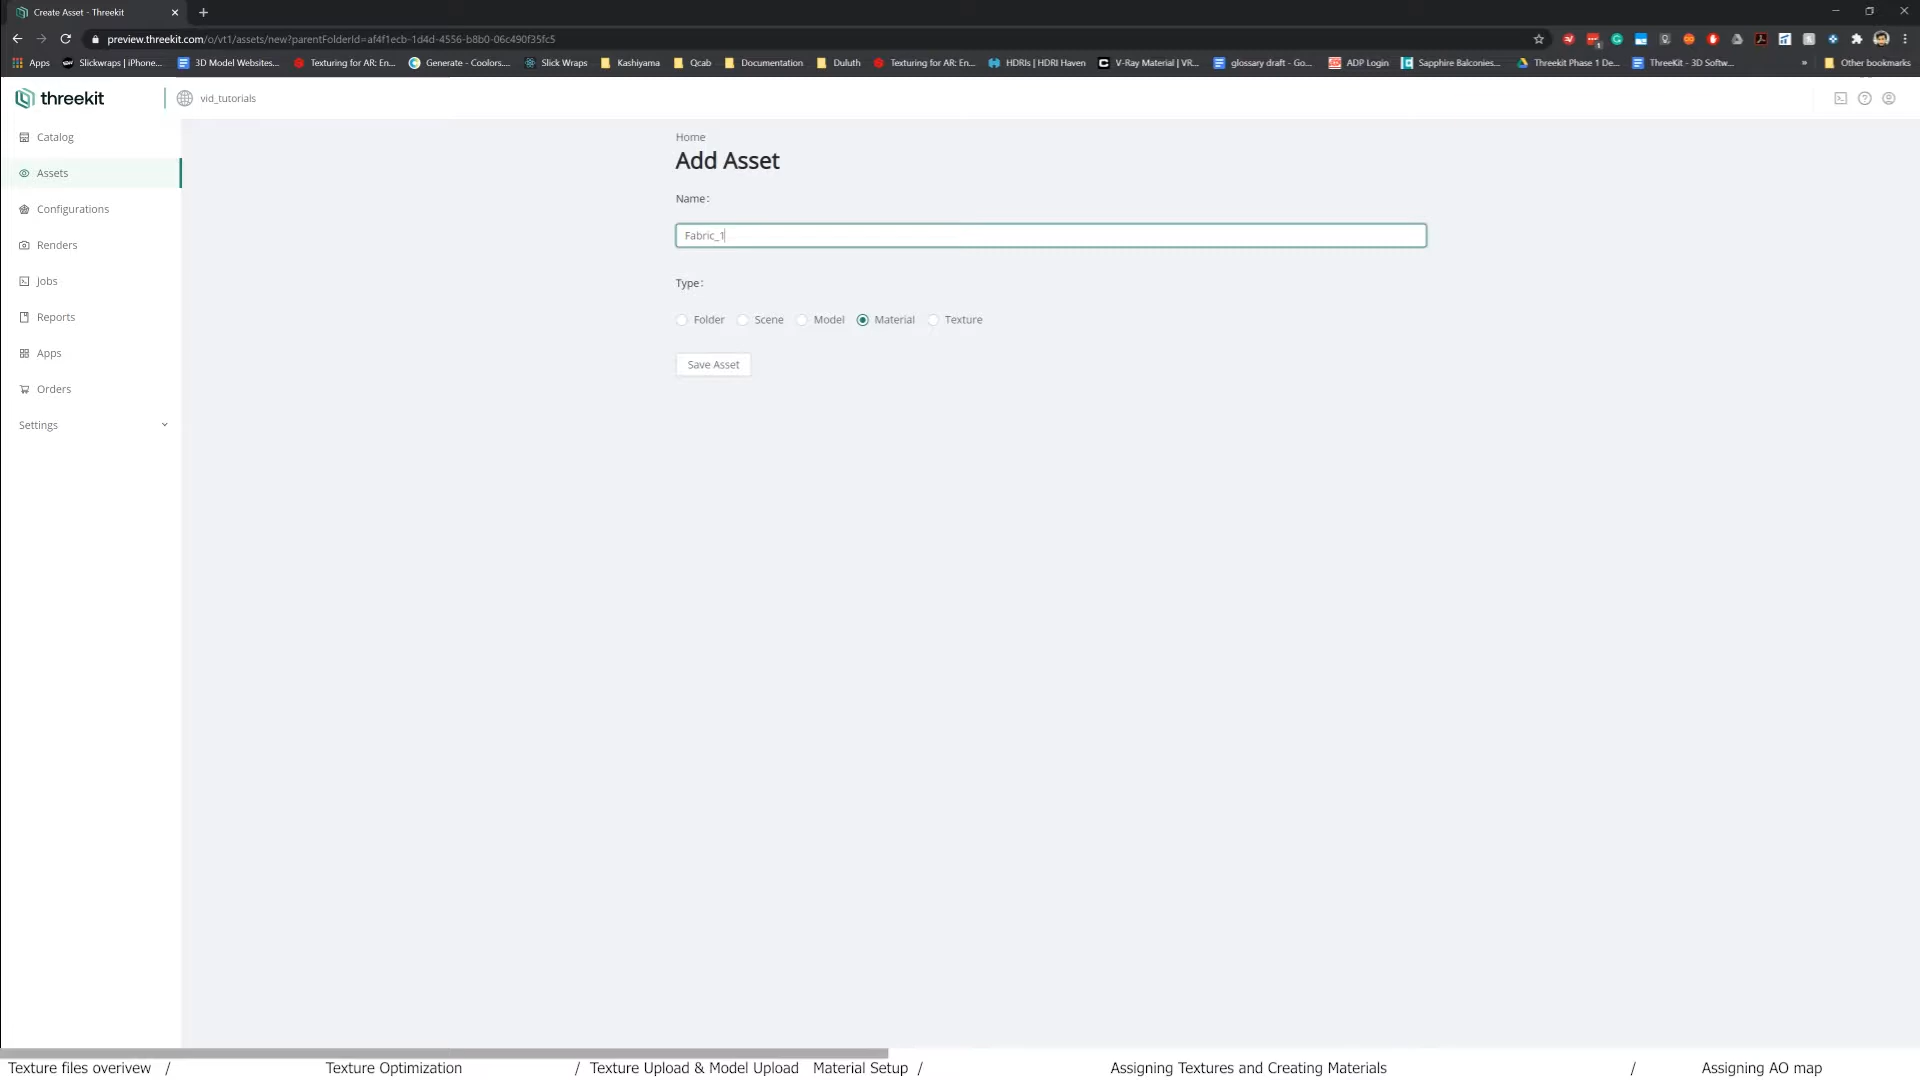 Create Asset - Threekit
preview.threekit.com/o/vt1/assets/new?parentFolderId=af4f1ecb-1d4d-4556-b8b0-06c490f35fc5
Apps Slickwraps | iPhone... 3D Model Websites... Texturing for AR: En... Generate - Coolors.... Slick Wraps Kashiyama Qcab Documentation Duluth Texturing for AR: En... HDRIs | HDRI Haven V-Ray Material | VR... glossary draft - Go... ADP Login Sapphire Balconies... Threekit Phase 1 De... ThreeKit - 3D Softw... » Other bookmarks
threekit
vid_tutorials
Catalog
Assets
Configurations
Renders
Jobs
Reports
Apps
Orders
Settings
Home
Add Asset
Name:
Fabric_1
Type:
Folder Scene Model Material Texture
Save Asset
Texture files overivew / Texture Optimization / Texture Upload & Model Upload Material Setup / Assigning Textures and Creating Materials / Assigning AO map